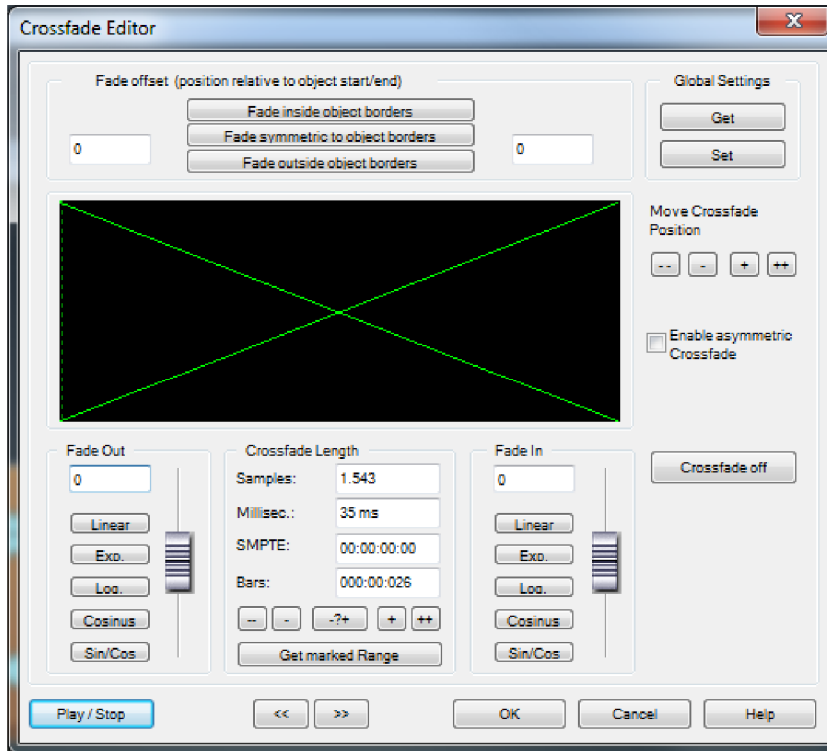 Crossfade Editor
X
Fade offset (position relative to object start/end)
Global Settings
Fade inside object borders
Get
Fade symmetric to object borders
0
0
Set
Fade outside object borders
Move Crossfade
Position
--
-
+
++
Enable asymmetric
Crossfade
Fade Out
Crossfade Length
Fade In
0
Samples:
1.543
0
Crossfade off
Linear
Millisec.:
35 ms
Linear
Exp.
SMPTE:
00:00:00:00
Exp.
Log.
Bars:
000:00:026
Log.
Cosinus
--
-
-?+
+
++
Cosinus
Sin/Cos
Get marked Range
Sin/Cos
Play / Stop
<<
>>
OK
Cancel
Help